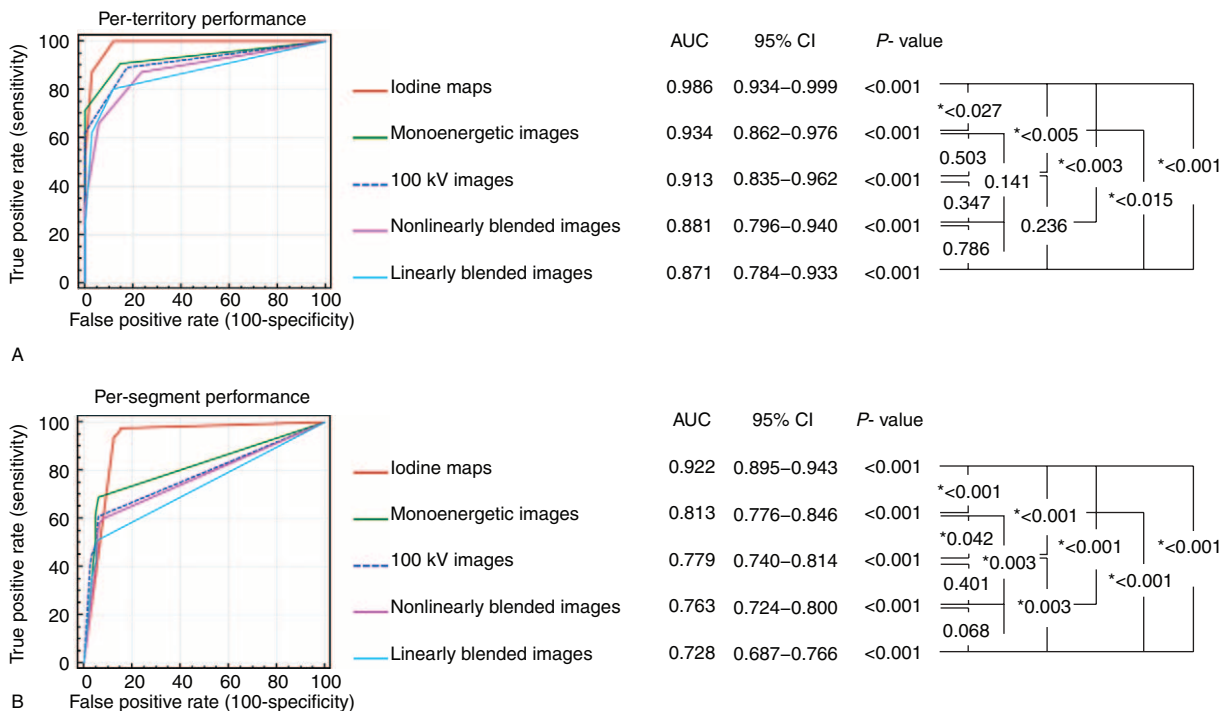 Per-territory performance
100
80
60
40
20
0
True positive rate (sensitivity)
0 20 40 60 80 100
False positive rate (100-specificity)
AUC 95% CI P- value
Iodine maps 0.986 0.934–0.999 <0.001
Monoenergetic images 0.934 0.862–0.976 <0.001
100 kV images 0.913 0.835–0.962 <0.001
Nonlinearly blended images 0.881 0.796–0.940 <0.001
Linearly blended images 0.871 0.784–0.933 <0.001
*<0.027
*<0.005
0.503
*<0.003
*<0.001
0.141
0.347
*<0.015
0.236
0.786
A
Per-segment performance
100
80
60
40
20
0
True positive rate (sensitivity)
0 20 40 60 80 100
False positive rate (100-specificity)
AUC 95% CI P- value
Iodine maps 0.922 0.895–0.943 <0.001
Monoenergetic images 0.813 0.776–0.846 <0.001
100 kV images 0.779 0.740–0.814 <0.001
Nonlinearly blended images 0.763 0.724–0.800 <0.001
Linearly blended images 0.728 0.687–0.766 <0.001
*<0.001
*<0.001
*0.042
*<0.001
*<0.001
*0.003
0.401
*<0.001
*0.003
0.068
B